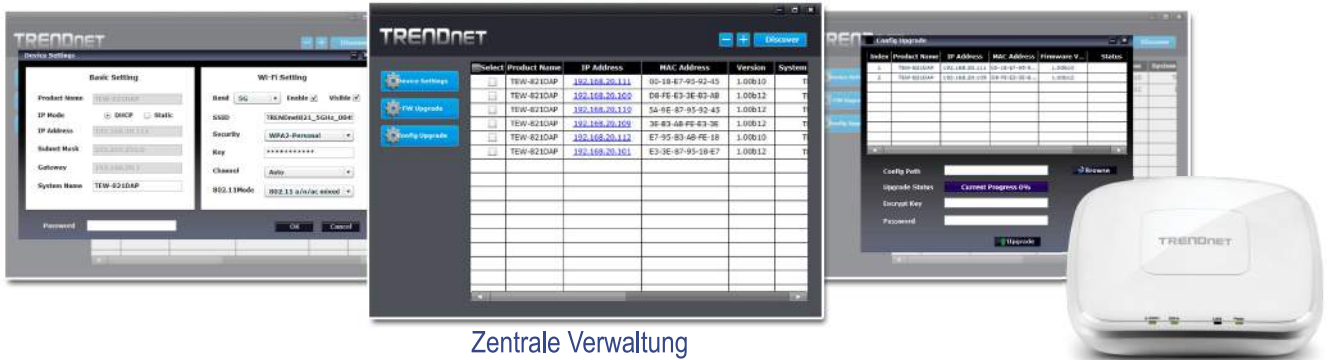 TRENDnet
Device Settings
Basic Setting
Product Name
TEW-821DAP
IP Mode
DHCP
Static
IP Address
Subnet Mask
Gateway
System Name
TEW-821DAP
Password
Wi-Fi Setting
Band
5G
Enable
Visible
SSID
Security
WPA2-Personal
Key
***********
Channel
Auto
802.11Mode
802.11 a/n/ac mixed
OK
Cancel
TRENDnet
Discover
Device Settings
FW Upgrade
Config Upgrade
Select Product Name IP Address MAC Address Version System
TEW-821DAP 192.168.20.111 00-18-E7-95-92-45 1.00b10
TEW-821DAP 192.168.20.100 D8-FE-E3-3E-B3-AB 1.00b12
TEW-821DAP 192.168.20.110 5A-9E-87-95-92-45 1.00b12
TEW-821DAP 192.168.20.109 3E-83-AB-FE-E3-3E 1.00b12
TEW-821DAP 192.168.20.112 E7-95-B3-AB-FE-18 1.00b10
TEW-821DAP 192.168.20.101 E3-3E-87-95-18-E7 1.00b12
Config Upgrade
Index Product Name IP Address MAC Address Firmware V... Status
Config Path
Browse
Upgrade Status
Current Progress 0%
Encrypt Key
Password
Upgrade
TRENDnet
Zentrale Verwaltung